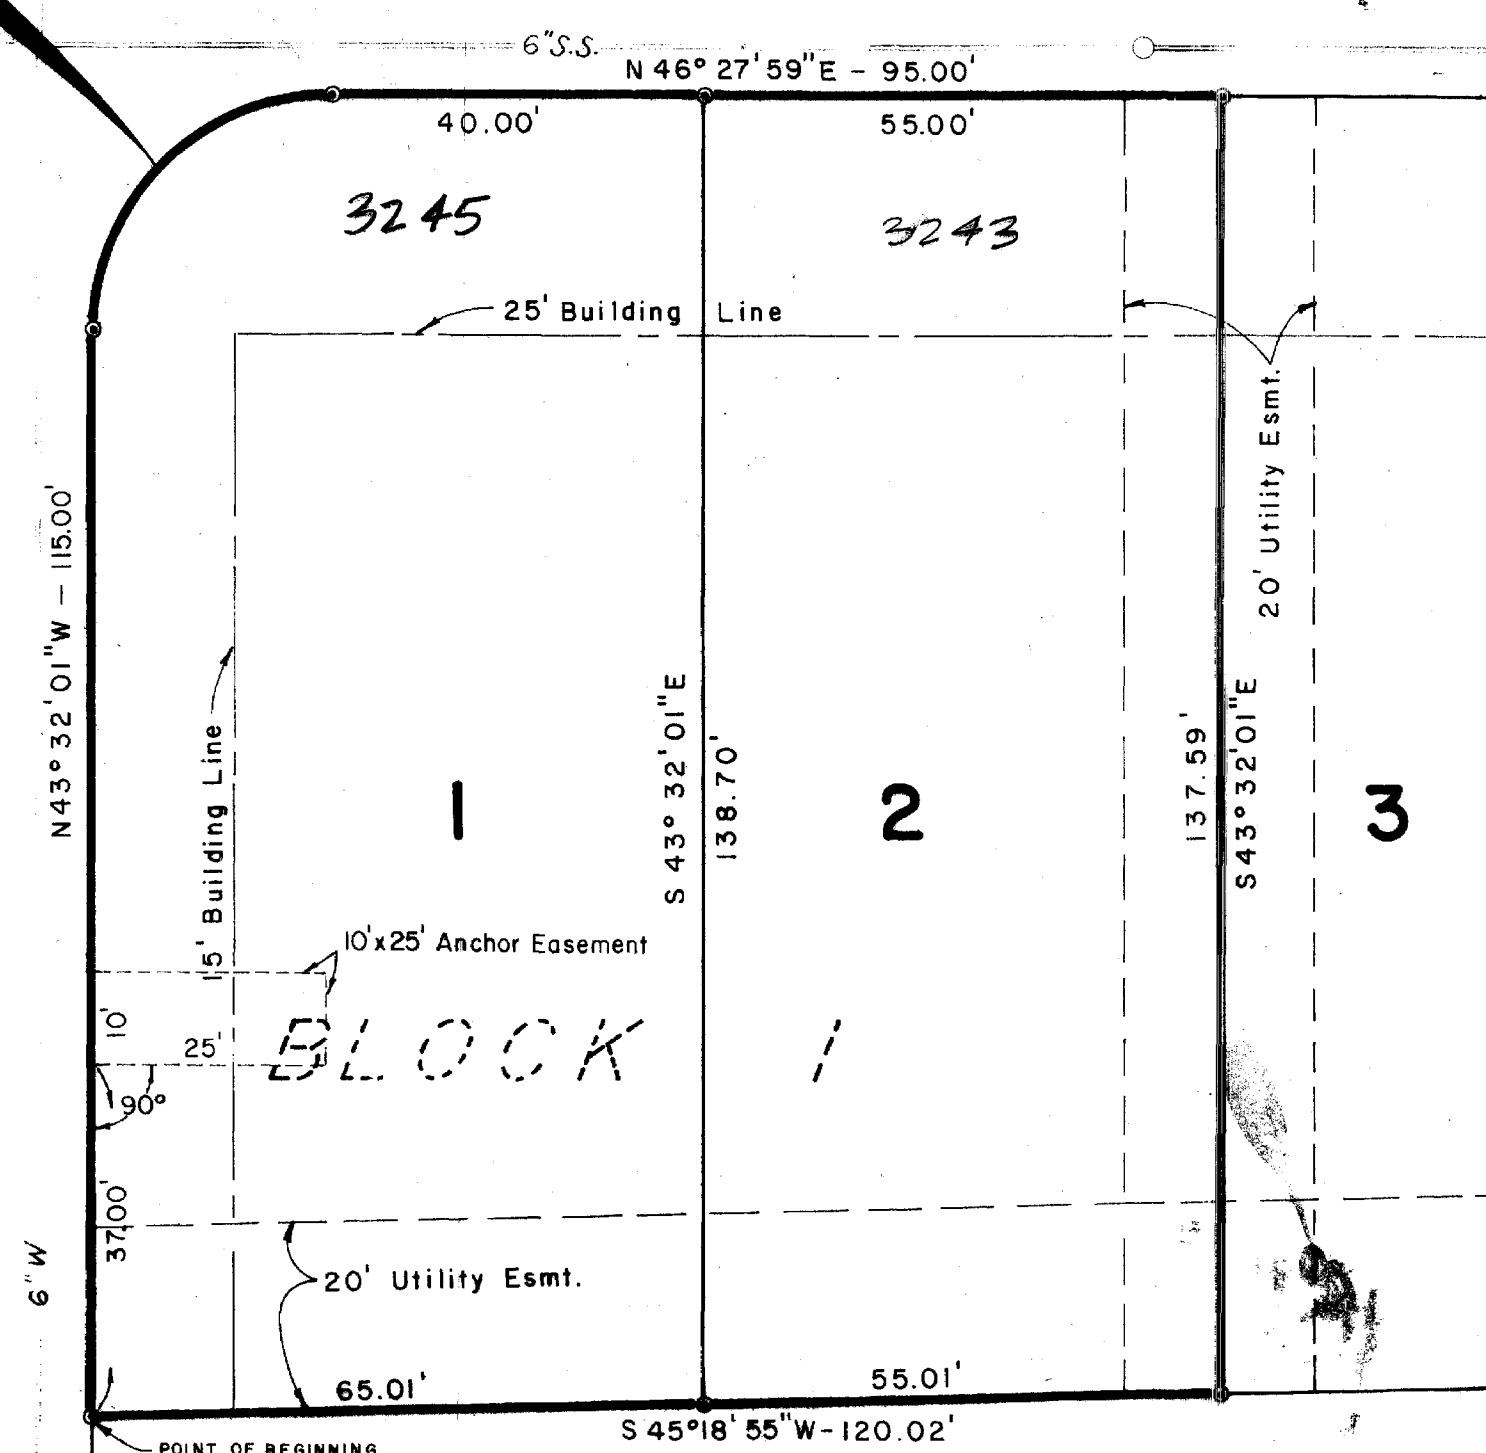 6"S.S.
N 46° 27' 59"E - 95.00'
40.00'
55.00'
3245
3243
25' Building Line
20' Utility Esmt.
N43° 32' 01"W - 115.00'
15' Building Line
S 43° 32' 01"E
138.70'
137.59'
S 43° 32' 01"E
1
2
3
10'x25' Anchor Easement
10'
25'
BLOCK 1
90°
37.00'
6"W
20' Utility Esmt.
65.01'
55.01'
S 45°18' 55"W-120.02'
POINT OF BEGINNING